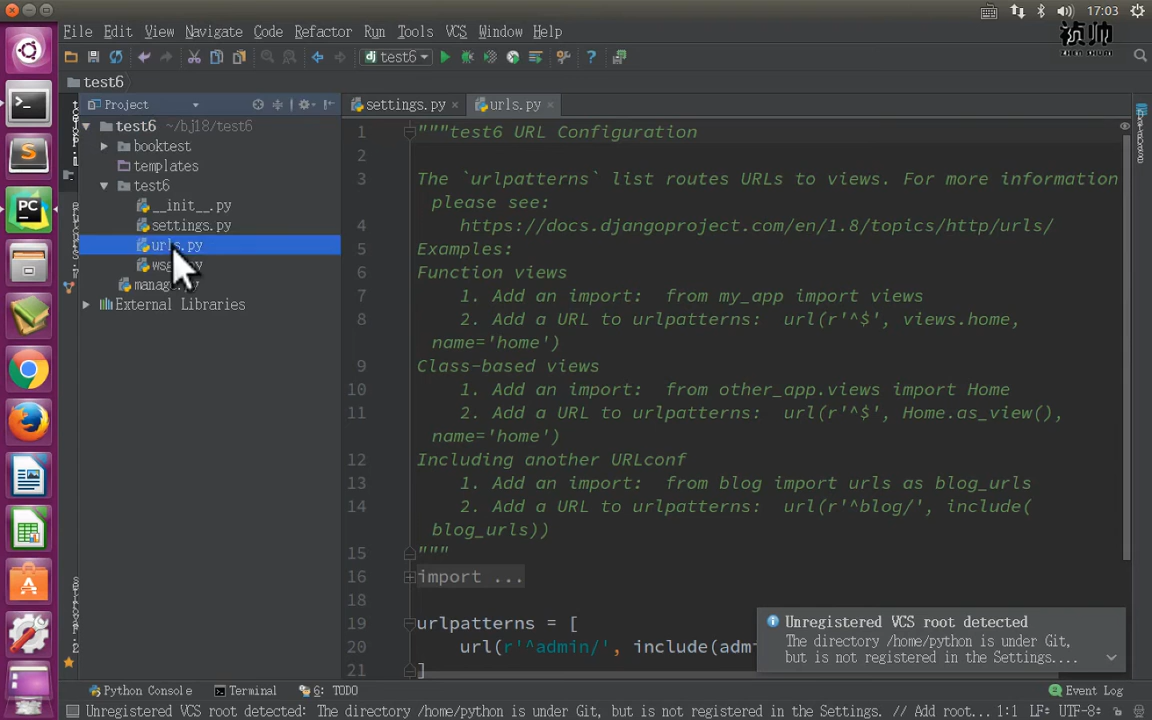 17:03
File Edit View Navigate Code Refactor Run Tools VCS Window Help
祯帅
dj test6
test6
Project
settings.py
urls.py
test6 ~/bj18/test6
booktest
templates
test6
__init__.py
settings.py
urls.py
External Libraries
1 """test6 URL Configuration
2
3 The `urlpatterns` list routes URLs to views. For more information
please see:
4 https://docs.djangoproject.com/en/1.8/topics/http/urls/
5 Examples:
6 Function views
7 1. Add an import:  from my_app import views
8 2. Add a URL to urlpatterns:  url(r'^$', views.home,
name='home')
9 Class-based views
10 1. Add an import:  from other_app.views import Home
11 2. Add a URL to urlpatterns:  url(r'^$', Home.as_view(),
name='home')
12 Including another URLconf
13 1. Add an import:  from blog import urls as blog_urls
14 2. Add a URL to urlpatterns:  url(r'^blog/', include(
blog_urls))
15 """
16 import ...
18
19 urlpatterns = [
20 url(r'^admin/', include(adm
21 ]
Unregistered VCS root detected
The directory /home/python is under Git,
but is not registered in the Settings....
Python Console Terminal 6: TODO Event Log
Unregistered VCS root detected: The directory /home/python is under Git, but is not registered in the Settings. // Add root... 1:1 LF÷ UTF-8÷